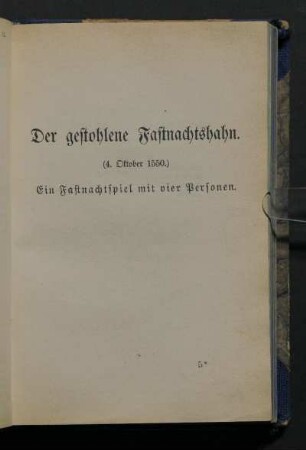 Der gestohlene Fastnachtshahn.
(4. Oktober 1550.)
Ein Fastnachtspiel mit vier Personen.
5*